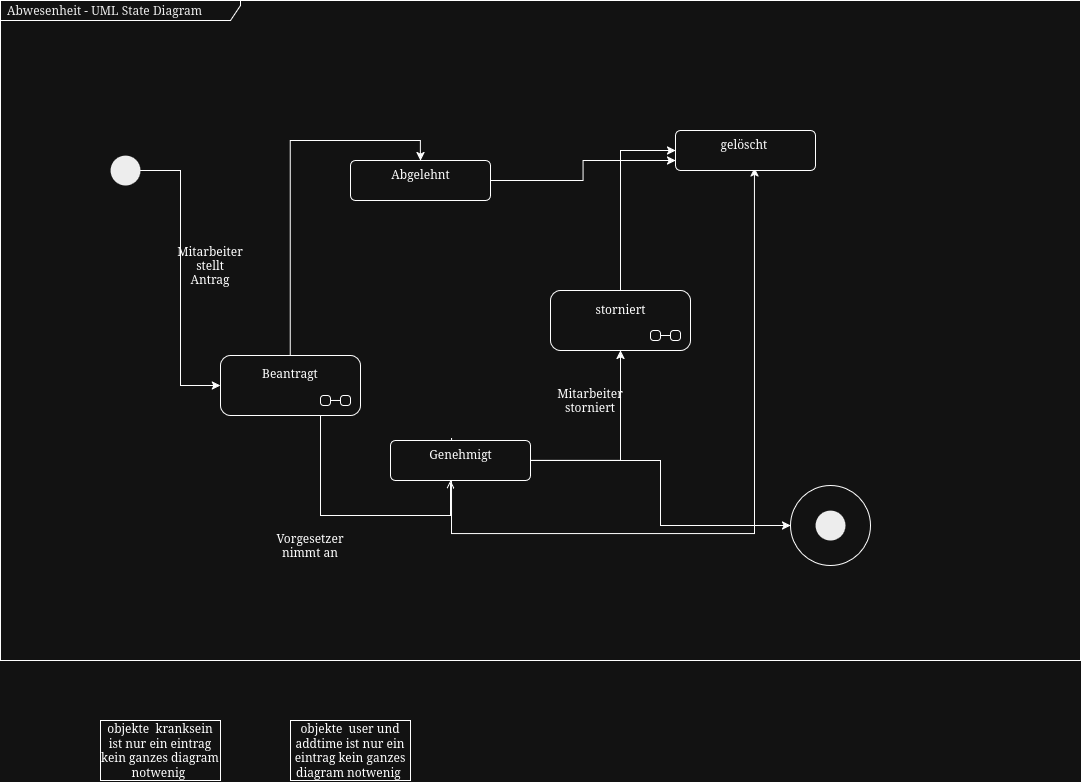 Abwesenheit - UML State Diagram
gelöscht
Abgelehnt
Mitarbeiter
stellt
Antrag
storniert
Beantragt
Mitarbeiter
storniert
Genehmigt
Vorgesetzer
nimmt an
objekte  kranksein
ist nur ein eintrag
kein ganzes diagram
notwenig
objekte  user und
addtime ist nur ein
eintrag kein ganzes
diagram notwenig